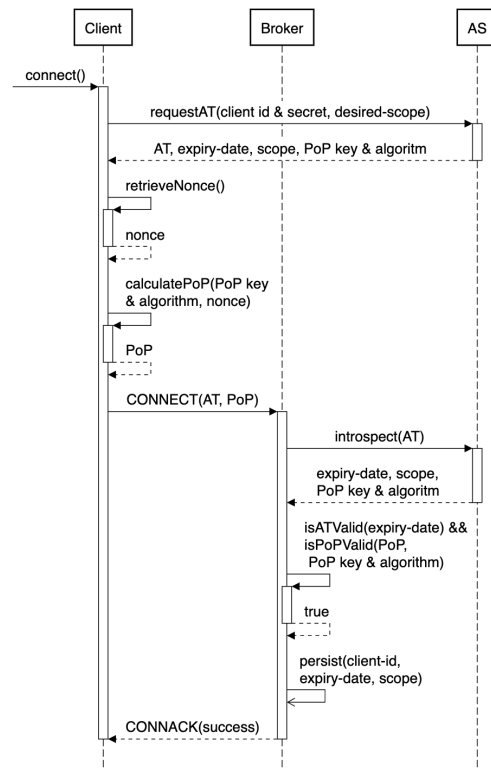 Client
Broker
AS
connect()
requestAT(client id & secret, desired-scope)
AT, expiry-date, scope, PoP key & algoritm
retrieveNonce()
nonce
calculatePoP(PoP key
& algorithm, nonce)
PoP
CONNECT(AT, PoP)
introspect(AT)
expiry-date, scope,
PoP key & algoritm
isATValid(expiry-date) &&
isPoPValid(PoP,
PoP key & algorithm)
true
persist(client-id,
expiry-date, scope)
CONNACK(success)